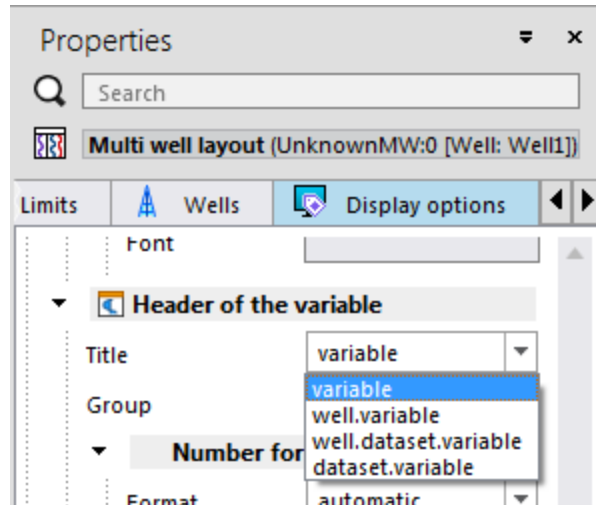 Properties
Search
Multi well layout (UnknownMW:0 [Well: Well1])
Limits Wells Display options
Font
Header of the variable
Title variable
variable
Group
well.variable
well.dataset.variable
Number for
dataset.variable
Format automatic